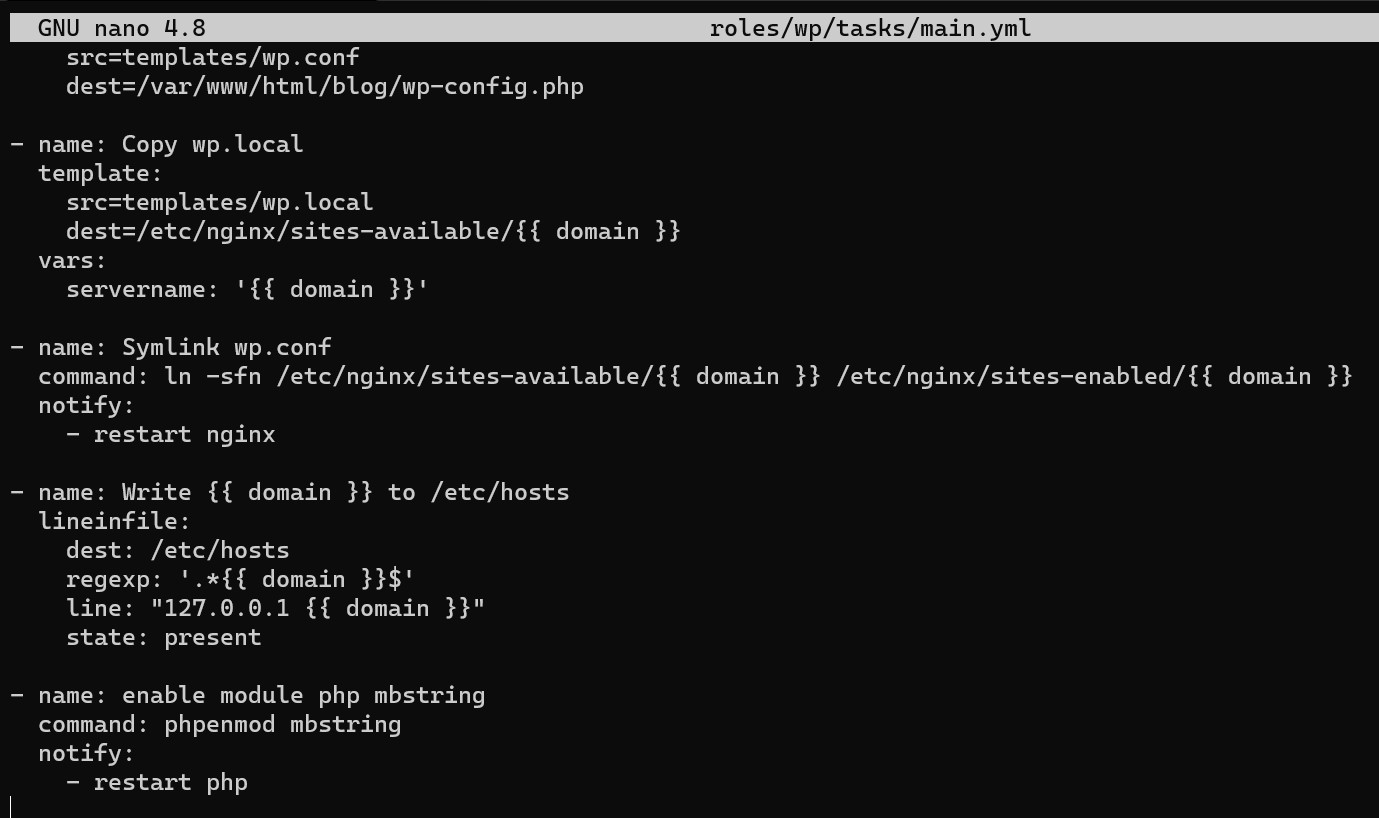 GNU nano 4.8 roles/wp/tasks/main.yml
    src=templates/wp.conf
    dest=/var/www/html/blog/wp-config.php

- name: Copy wp.local
  template:
    src=templates/wp.local
    dest=/etc/nginx/sites-available/{{ domain }}
  vars:
    servername: '{{ domain }}'

- name: Symlink wp.conf
  command: ln -sfn /etc/nginx/sites-available/{{ domain }} /etc/nginx/sites-enabled/{{ domain }}
  notify:
    - restart nginx

- name: Write {{ domain }} to /etc/hosts
  lineinfile:
    dest: /etc/hosts
    regexp: '.*{{ domain }}$'
    line: "127.0.0.1 {{ domain }}"
    state: present

- name: enable module php mbstring
  command: phpenmod mbstring
  notify:
    - restart php